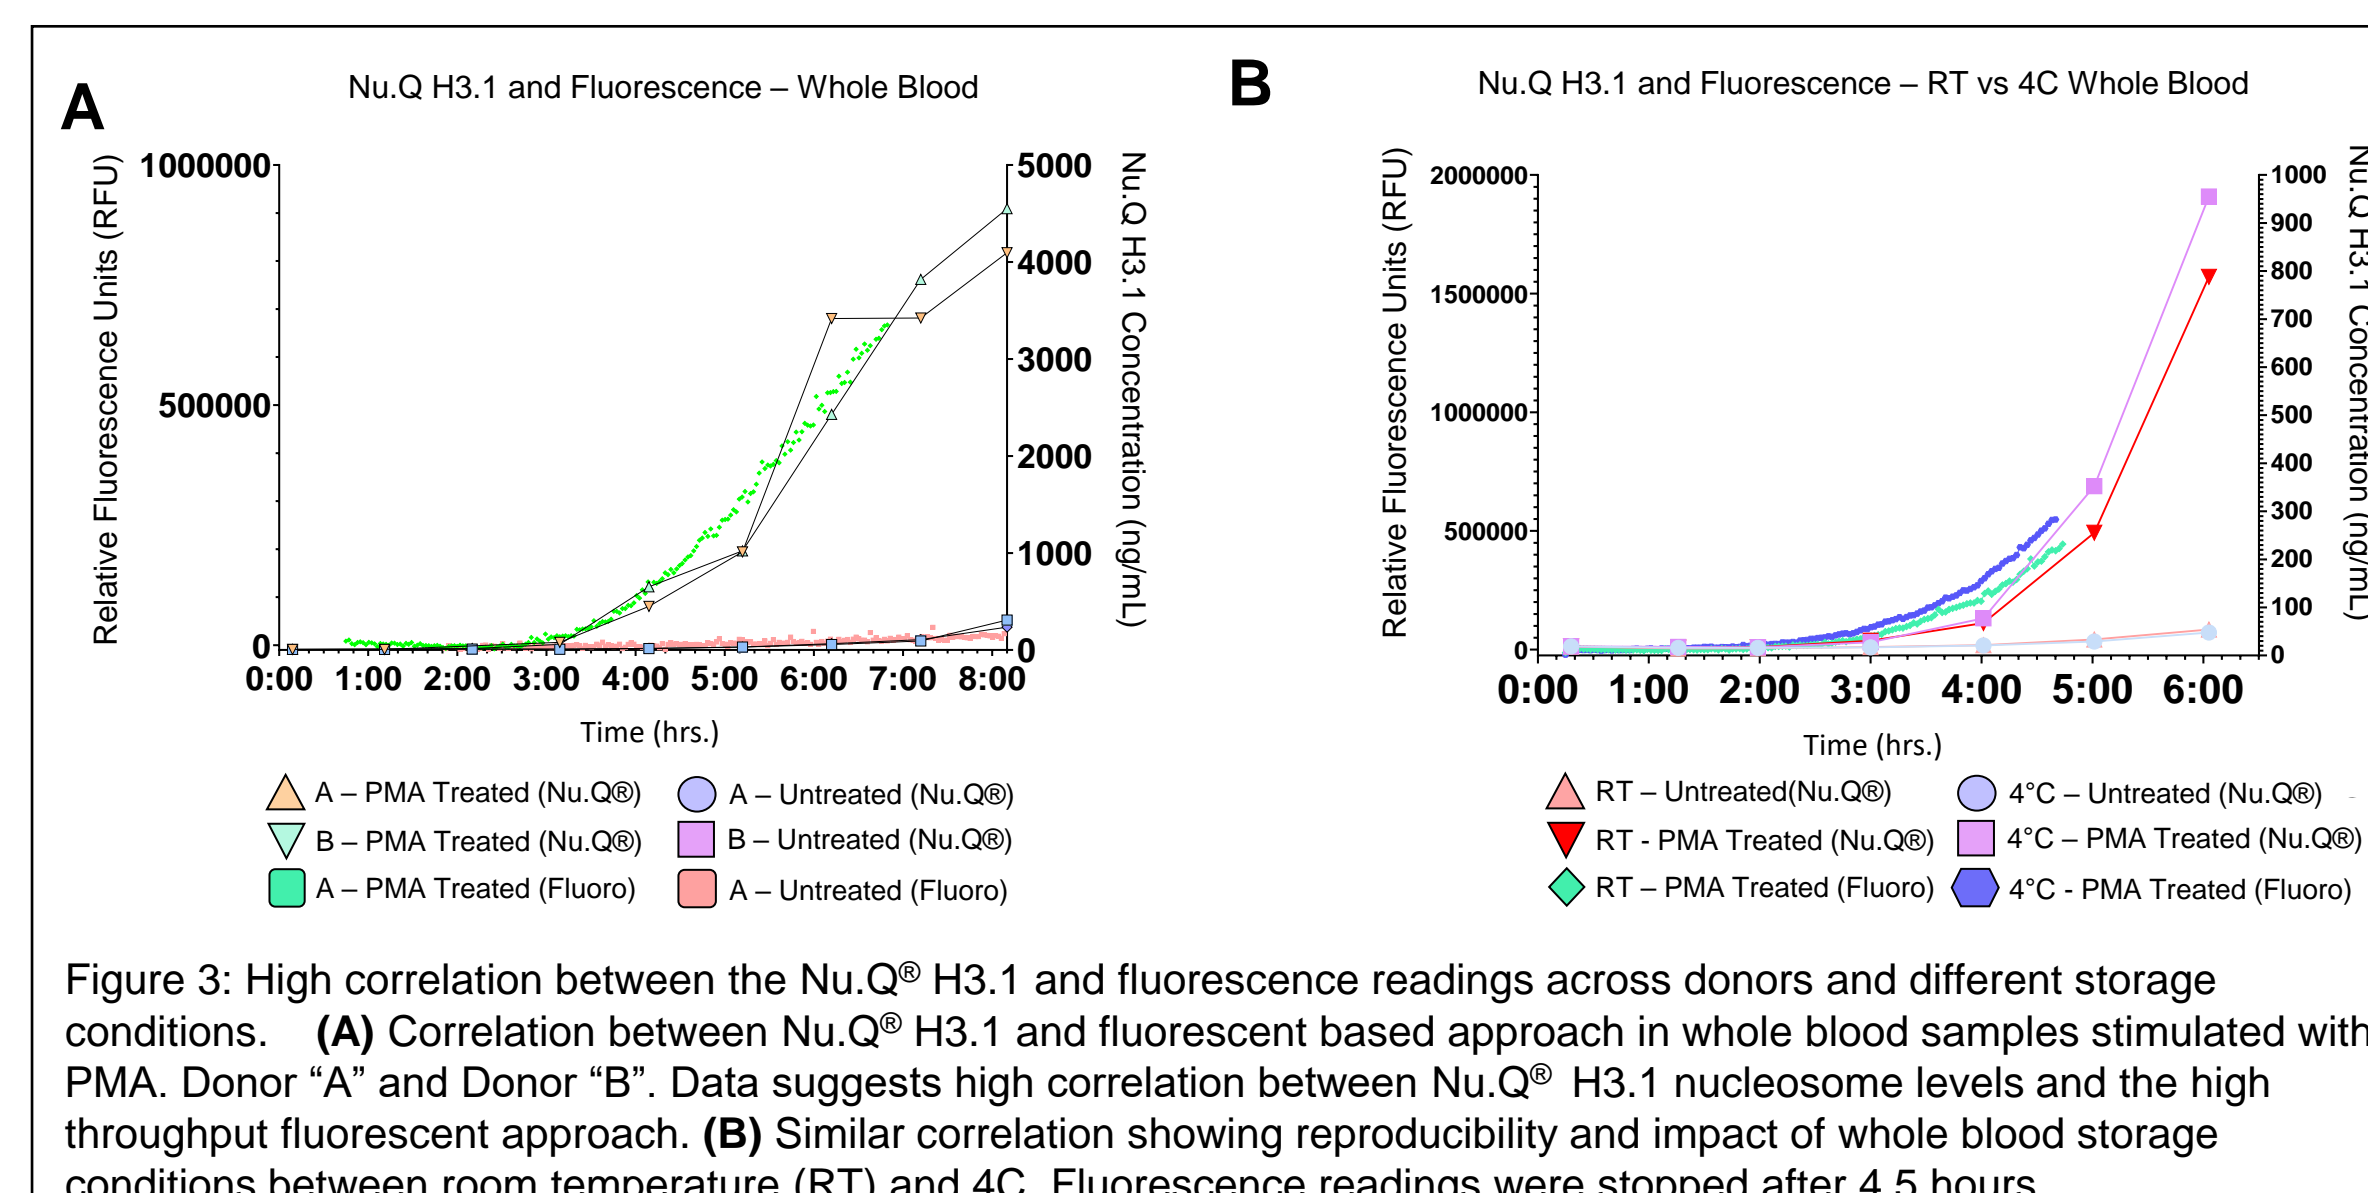 A
Nu.Q H3.1 and Fluorescence – Whole Blood
Relative Fluorescence Units (RFU)
1000000
500000
0
5000
4000
3000
2000
1000
0
Nu.Q H3.1 Concentration (ng/mL)
0:00 1:00 2:00 3:00 4:00 5:00 6:00 7:00 8:00
Time (hrs.)
A – PMA Treated (Nu.Q®)
A – Untreated (Nu.Q®)
B – PMA Treated (Nu.Q®)
B – Untreated (Nu.Q®)
A – PMA Treated (Fluoro)
A – Untreated (Fluoro)
B
Nu.Q H3.1 and Fluorescence – RT vs 4C Whole Blood
Relative Fluorescence Units (RFU)
2000000
1500000
1000000
500000
0
1000
900
800
700
600
500
400
300
200
100
0
Nu.Q H3.1 Concentration (ng/mL)
0:00 1:00 2:00 3:00 4:00 5:00 6:00
Time (hrs.)
RT – Untreated(Nu.Q®)
4°C – Untreated (Nu.Q®)
RT - PMA Treated (Nu.Q®)
4°C – PMA Treated (Nu.Q®)
RT – PMA Treated (Fluoro)
4°C - PMA Treated (Fluoro)
Figure 3: High correlation between the Nu.Q® H3.1 and fluorescence readings across donors and different storage
conditions. (A) Correlation between Nu.Q® H3.1 and fluorescent based approach in whole blood samples stimulated with
PMA. Donor “A” and Donor “B”. Data suggests high correlation between Nu.Q® H3.1 nucleosome levels and the high
throughput fluorescent approach. (B) Similar correlation showing reproducibility and impact of whole blood storage
conditions between room temperature (RT) and 4C. Fluorescence readings were stopped after 4.5 hours